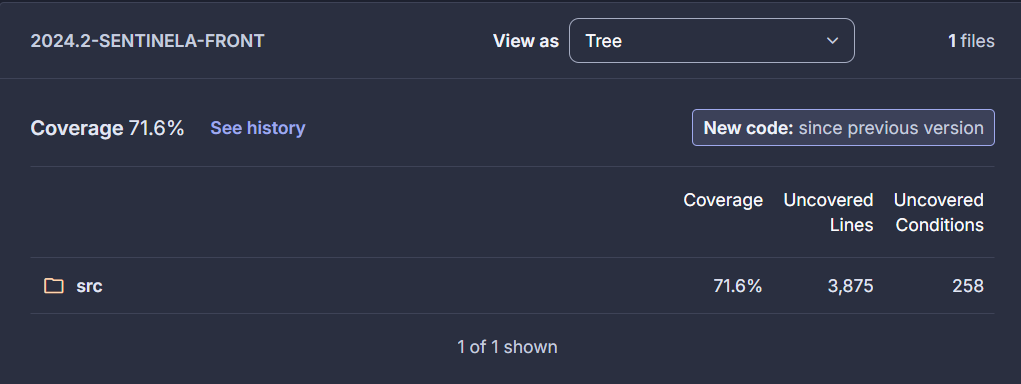 2024.2-SENTINELA-FRONT
View as
Tree
1 files
Coverage 71.6%
See history
New code: since previous version
Coverage
Uncovered
Lines
Uncovered
Conditions
src
71.6%
3,875
258
1 of 1 shown